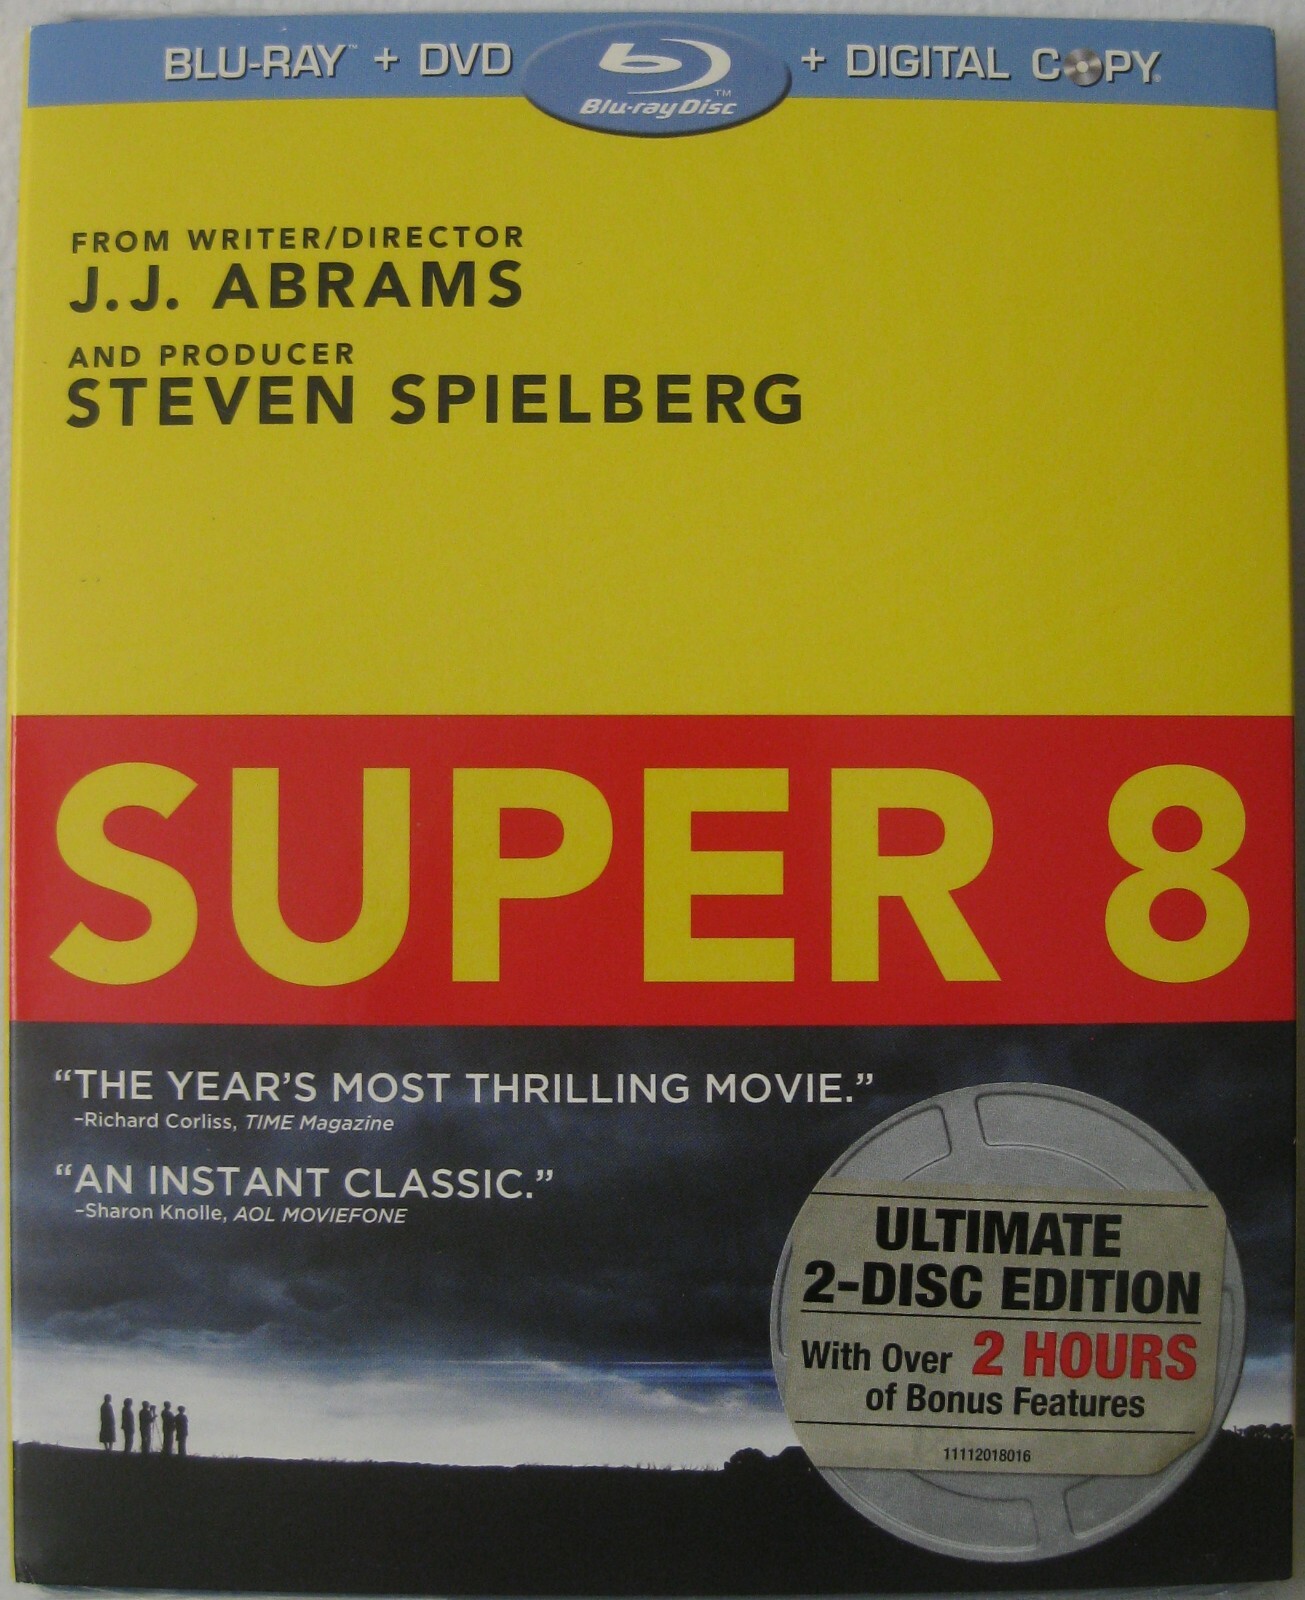 BLU-RAY™ + DVD Blu-ray Disc™ + DIGITAL COPY®
FROM WRITER/DIRECTOR
J.J. ABRAMS
AND PRODUCER
STEVEN SPIELBERG
SUPER 8
“THE YEAR’S MOST THRILLING MOVIE.”
–Richard Corliss, TIME Magazine
“AN INSTANT CLASSIC.”
–Sharon Knolle, AOL MOVIEFONE
ULTIMATE
2-DISC EDITION
With Over 2 HOURS
of Bonus Features
11112018016